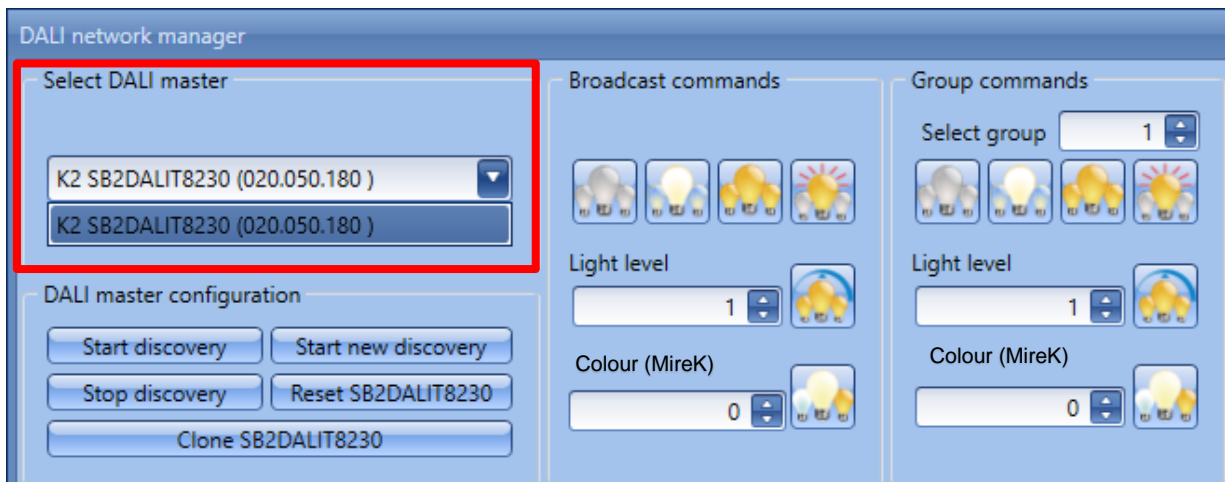 DALI network manager
Select DALI master
K2 SB2DALIT8230 (020.050.180 )
K2 SB2DALIT8230 (020.050.180 )
DALI master configuration
Start discovery
Start new discovery
Stop discovery
Reset SB2DALIT8230
Clone SB2DALIT8230
Broadcast commands
Light level
1
Colour (MireK)
0
Group commands
Select group 1
Light level
1
Colour (MireK)
0